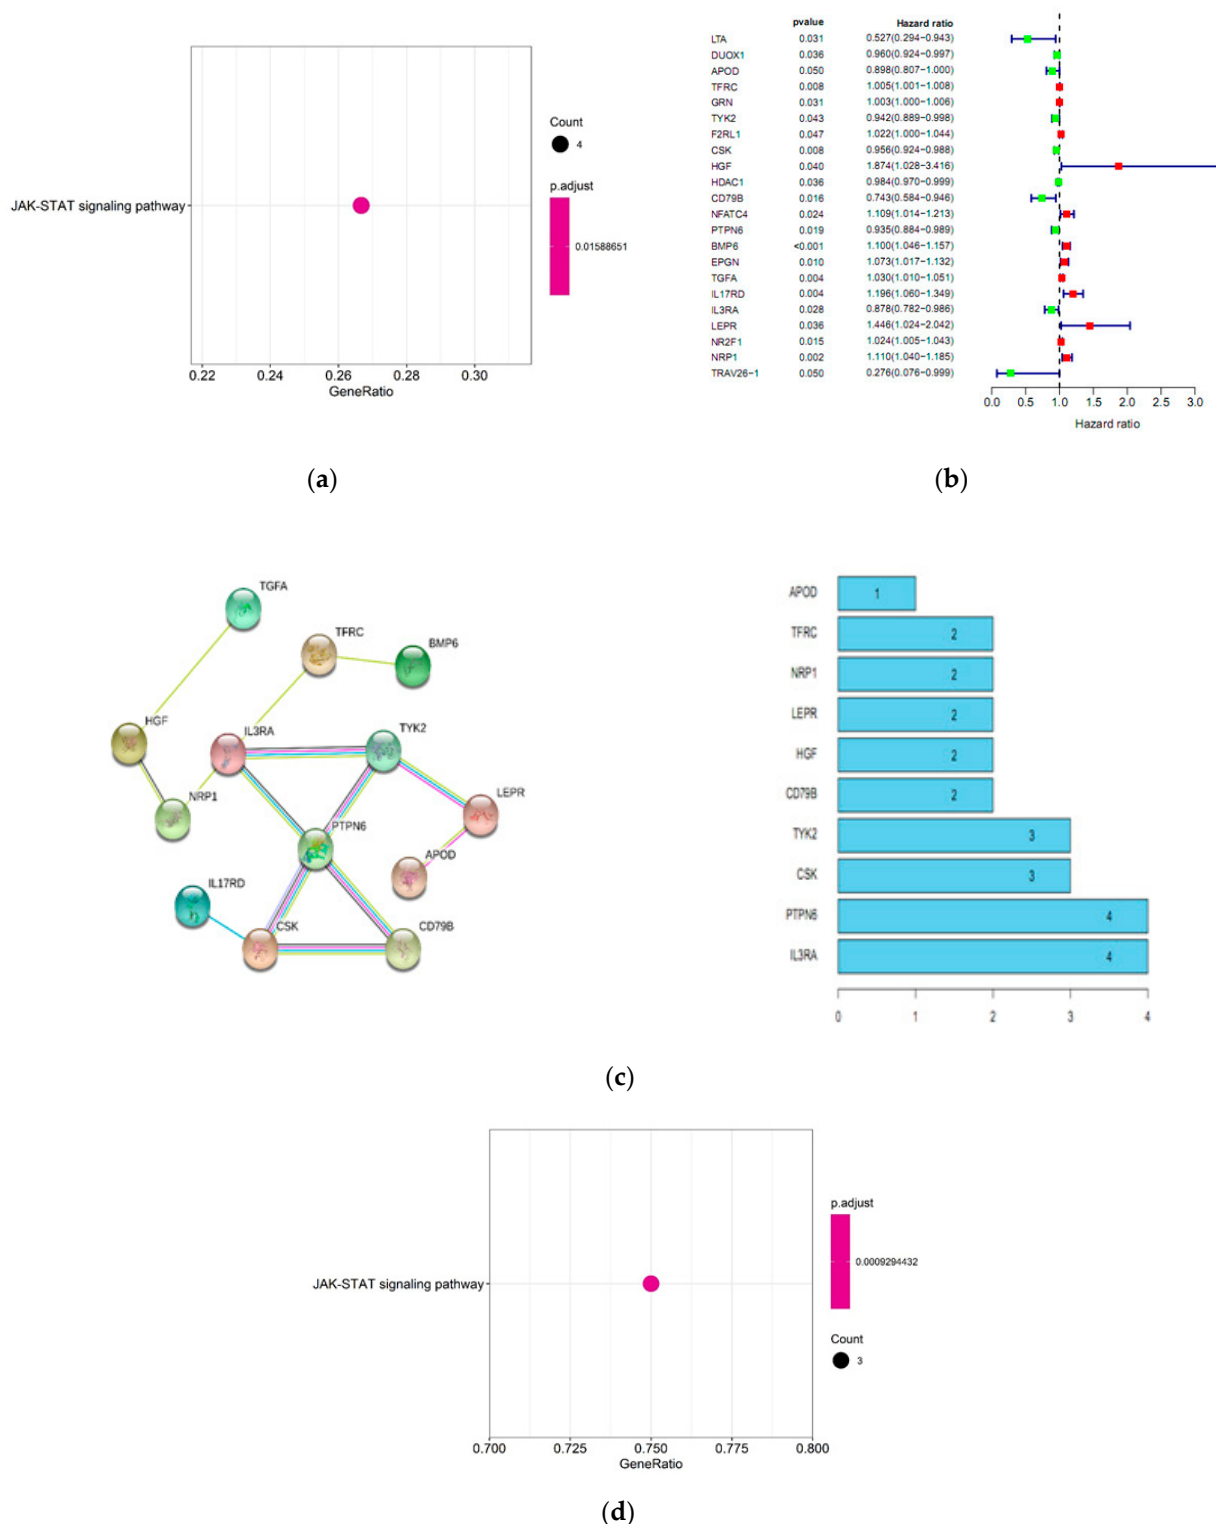 Count
4
p.adjust
0.01588651
JAK-STAT signaling pathway
0.22 0.24 0.26 0.28 0.30
GeneRatio
(a)
pvalue Hazard ratio
LTA 0.031 0.527(0.294−0.943)
DUOX1 0.036 0.960(0.924−0.997)
APOD 0.050 0.898(0.807−1.000)
TFRC 0.008 1.005(1.001−1.008)
GRN 0.031 1.003(1.000−1.006)
TYK2 0.043 0.942(0.889−0.998)
F2RL1 0.047 1.022(1.000−1.044)
CSK 0.008 0.956(0.924−0.988)
HGF 0.040 1.874(1.028−3.416)
HDAC1 0.036 0.984(0.970−0.999)
CD79B 0.016 0.743(0.584−0.946)
NFATC4 0.024 1.109(1.014−1.213)
PTPN6 0.019 0.935(0.884−0.989)
BMP6 <0.001 1.100(1.046−1.157)
EPGN 0.010 1.073(1.017−1.132)
TGFA 0.004 1.030(1.010−1.051)
IL17RD 0.004 1.196(1.060−1.349)
IL3RA 0.028 0.878(0.782−0.986)
LEPR 0.036 1.446(1.024−2.042)
NR2F1 0.015 1.024(1.005−1.043)
NRP1 0.002 1.110(1.040−1.185)
TRAV26−1 0.050 0.276(0.076−0.999)
0.0 0.5 1.0 1.5 2.0 2.5 3.0
Hazard ratio
(b)
TGFA
TFRC
BMP6
HGF
IL3RA
TYK2
NRP1
LEPR
PTPN6
APOD
IL17RD
CSK
CD79B
APOD 1
TFRC 2
NRP1 2
LEPR 2
HGF 2
CD79B 2
TYK2 3
CSK 3
PTPN6 4
IL3RA 4
0 1 2 3 4
(c)
p.adjust
0.0009294432
JAK-STAT signaling pathway
Count
3
0.700 0.725 0.750 0.775 0.800
GeneRatio
(d)